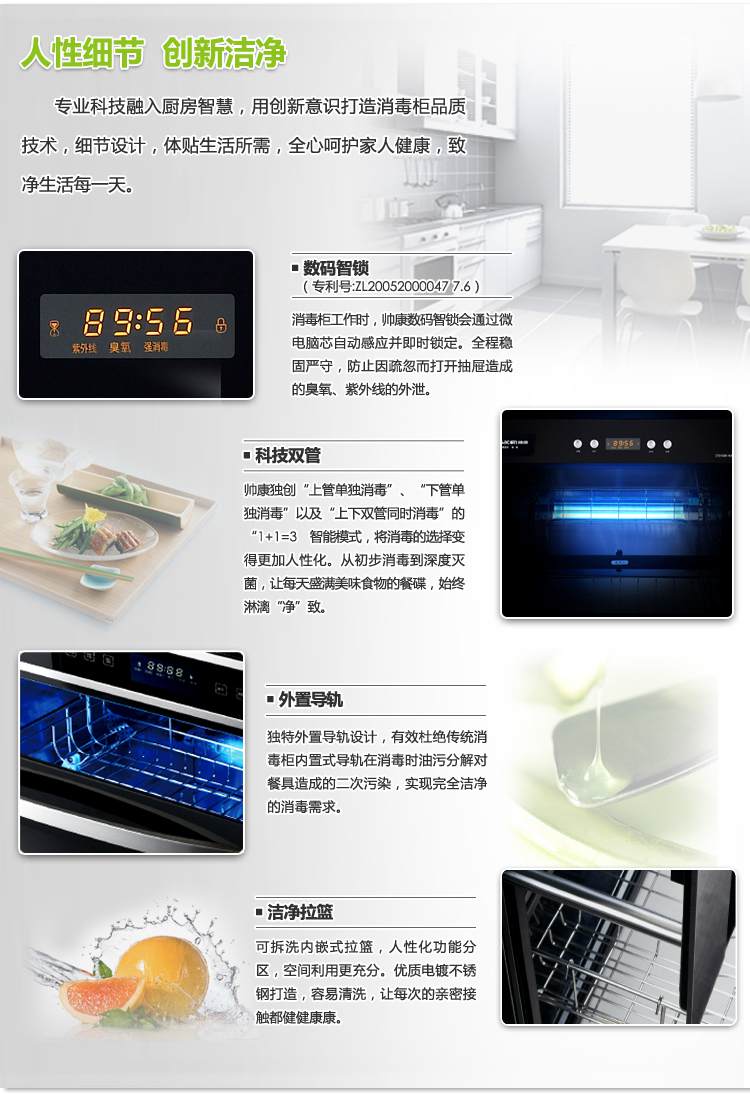 人性细节 创新洁净
专业科技融入厨房智慧，用创新意识打造消毒柜品质
技术，细节设计，体贴生活所需，全心呵护家人健康，致
净生活每一天。
89:56
紫外线 臭氧 强消毒
▪ 数码智锁
（专利号:ZL20052000047 7.6）
消毒柜工作时，帅康数码智锁会通过微
电脑芯自动感应并即时锁定。全程稳
固严守，防止因疏忽而打开抽屉造成
的臭氧、紫外线的外泄。
▪ 科技双管
帅康独创“上管单独消毒”、“下管单
独消毒”以及“上下双管同时消毒”的
“1+1=3 智能模式，将消毒的选择变
得更加人性化。从初步消毒到深度灭
菌，让每天盛满美味食物的餐碟，始终
淋漓“净”致。
89:56
▪ 外置导轨
独特外置导轨设计，有效杜绝传统消
毒柜内置式导轨在消毒时油污分解对
餐具造成的二次污染，实现完全洁净
的消毒需求。
▪ 洁净拉篮
可拆洗内嵌式拉篮，人性化功能分
区，空间利用更充分。优质电镀不锈
钢打造，容易清洗，让每次的亲密接
触都健健康康。